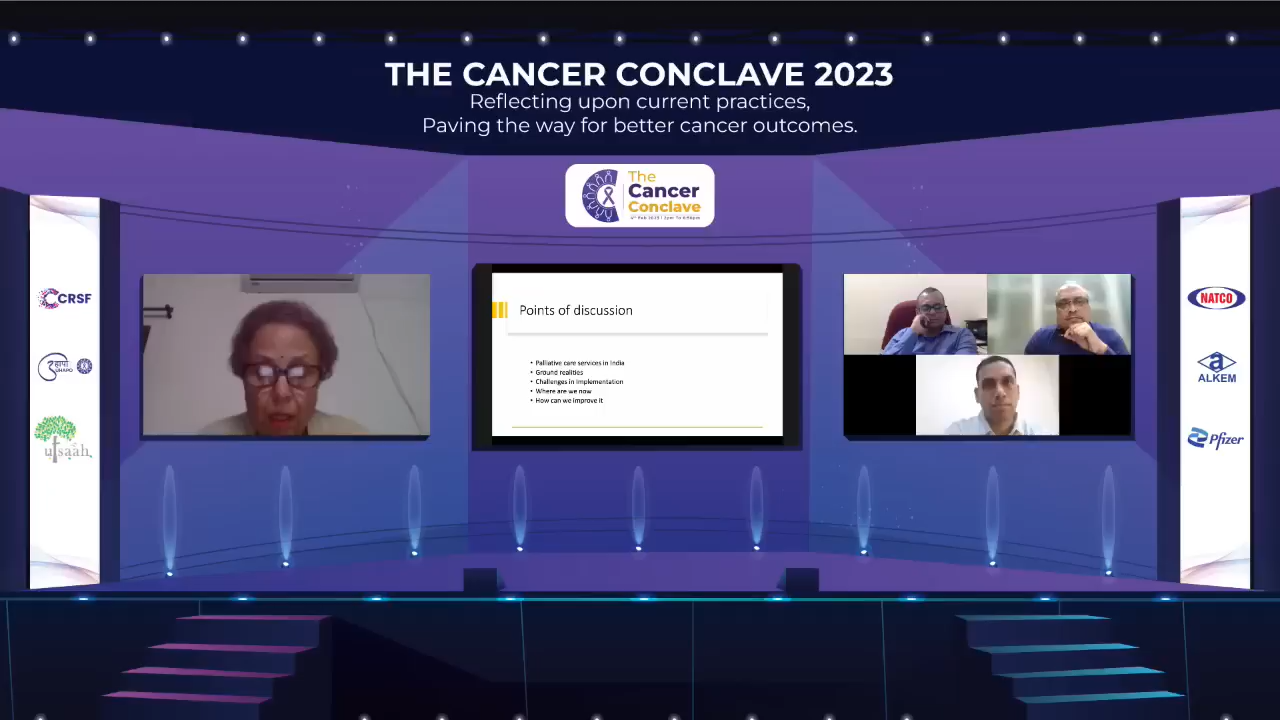 THE CANCER CONCLAVE 2023
Reflecting upon current practices,
Paving the way for better cancer outcomes.
The
Cancer
Conclave
CRSF
utsaah
Points of discussion
• Palliative care services in India
• Ground realities
• Challenges in Implementation
• Where are we now
• How can we improve it
NATCO
ALKEM
Pfizer